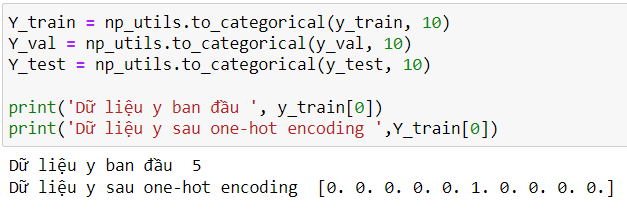 Y_train = np_utils.to_categorical(y_train, 10)
Y_val = np_utils.to_categorical(y_val, 10)
Y_test = np_utils.to_categorical(y_test, 10)
print('Dữ liệu y ban đầu ', y_train[0])
print('Dữ liệu y sau one-hot encoding ',Y_train[0])
Dữ liệu y ban đầu  5
Dữ liệu y sau one-hot encoding  [0. 0. 0. 0. 0. 1. 0. 0. 0. 0.]